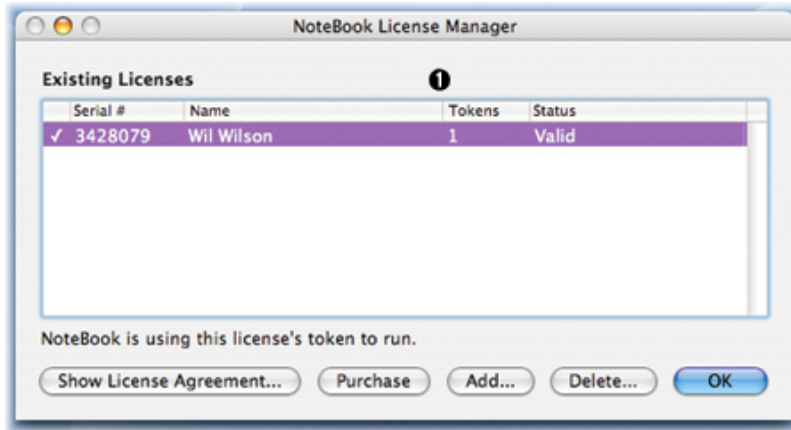 NoteBook License Manager
Existing Licenses ❶
Serial # Name Tokens Status
✓ 3428079 Wil Wilson 1 Valid
NoteBook is using this license's token to run.
Show License Agreement... Purchase Add... Delete... OK